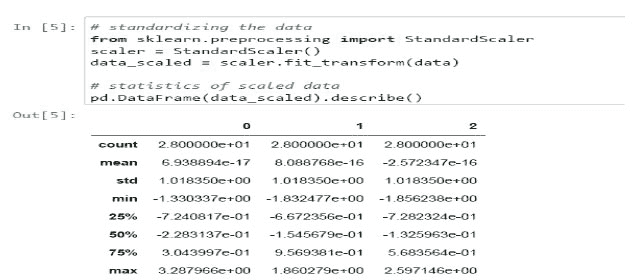 In [5]: # standardizing the data
from sklearn.preprocessing import StandardScaler
scaler = StandardScaler()
data_scaled = scaler.fit_transform(data)
# statistics of scaled data
pd.DataFrame(data_scaled).describe()
Out[5]:
0 1 2
count 2.800000e+01 2.800000e+01 2.800000e+01
mean 6.938894e-17 8.088768e-16 -2.572347e-16
std 1.018350e+00 1.018350e+00 1.018350e+00
min -1.330337e+00 -1.832477e+00 -1.856238e+00
25% -7.240817e-01 -6.672356e-01 -7.282324e-01
50% -2.283137e-01 -1.545679e-01 -1.325963e-01
75% 3.043997e-01 9.569381e-01 5.683564e-01
max 3.287966e+00 1.860279e+00 2.597146e+00